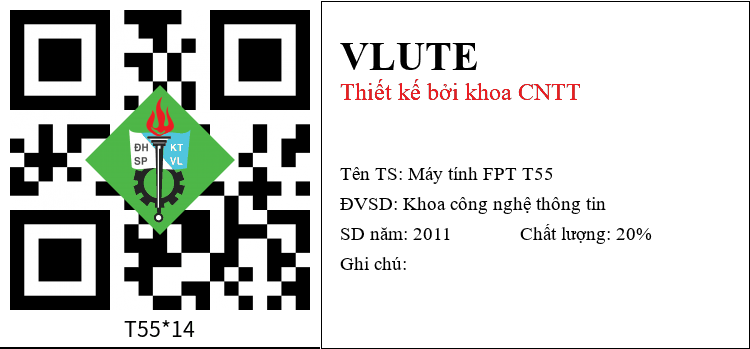 ĐH KT
SP VL
T55*14
VLUTE
Thiết kế bởi khoa CNTT
Tên TS: Máy tính FPT T55
ĐVSD: Khoa công nghệ thông tin
SD năm: 2011 Chất lượng: 20%
Ghi chú: